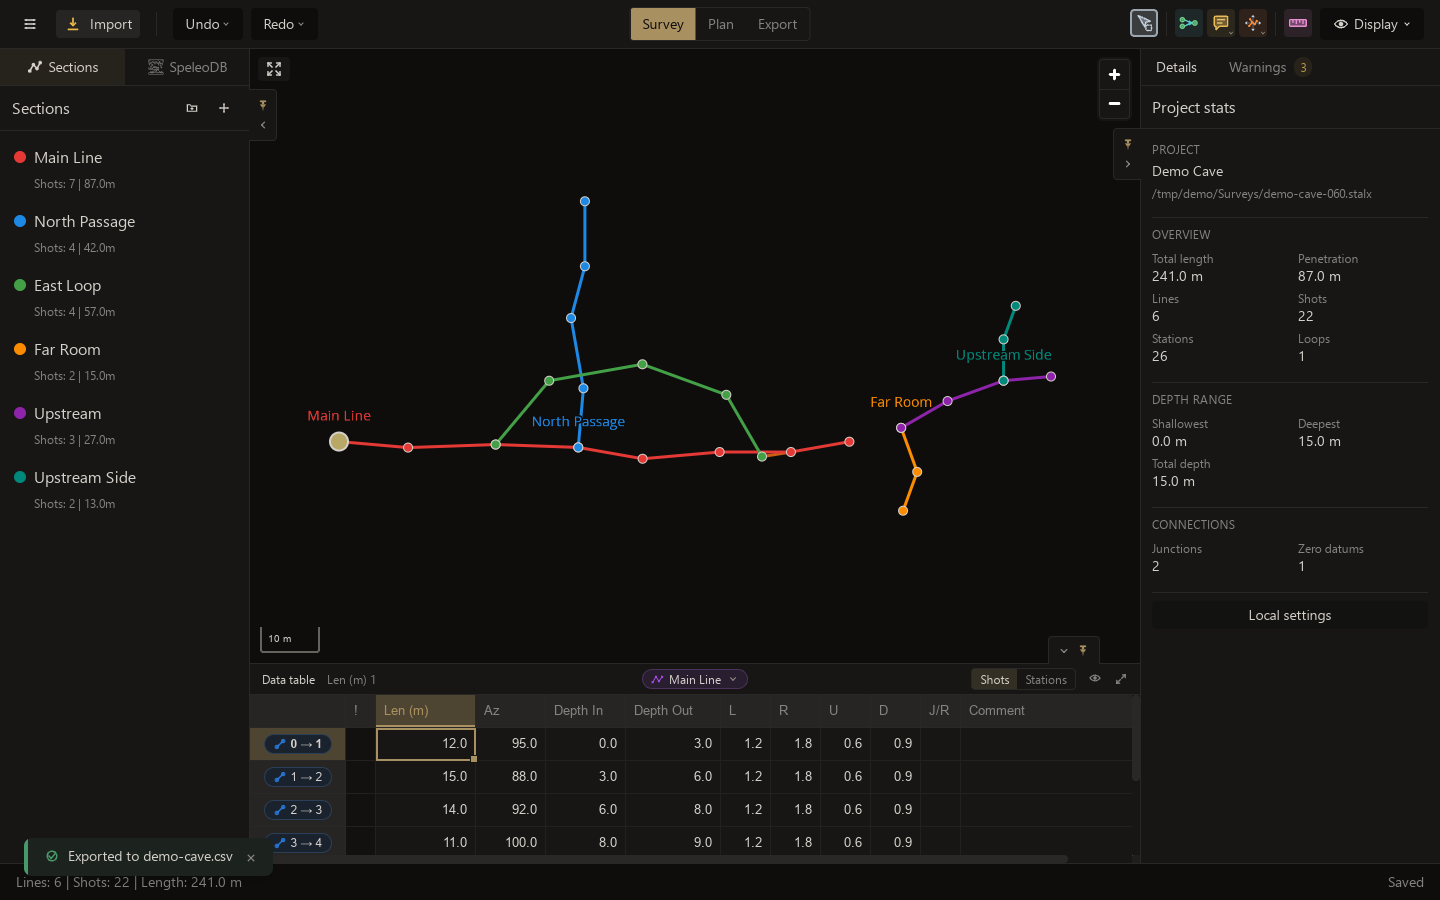 Import
Undo
Redo
Survey
Plan
Export
Display
Sections
SpeleoDB
Sections
Main Line
Shots: 7 | 87.0m
North Passage
Shots: 4 | 42.0m
East Loop
Shots: 4 | 57.0m
Far Room
Shots: 2 | 15.0m
Upstream
Shots: 3 | 27.0m
Upstream Side
Shots: 2 | 13.0m
Main Line
North Passage
Far Room
Upstream Side
10 m
Details
Warnings 3
Project stats
PROJECT
Demo Cave
/tmp/demo/Surveys/demo-cave-060.stalx
OVERVIEW
Total length Penetration
241.0 m 87.0 m
Lines Shots
6 22
Stations Loops
26 1
DEPTH RANGE
Shallowest Deepest
0.0 m 15.0 m
Total depth
15.0 m
CONNECTIONS
Junctions Zero datums
2 1
Local settings
Data table Len (m) 1
Main Line
Shots Stations
! Len (m) Az Depth In Depth Out L R U D J/R Comment
0 → 1 12.0 95.0 0.0 3.0 1.2 1.8 0.6 0.9
1 → 2 15.0 88.0 3.0 6.0 1.2 1.8 0.6 0.9
2 → 3 14.0 92.0 6.0 8.0 1.2 1.8 0.6 0.9
3 → 4 11.0 100.0 8.0 9.0 1.2 1.8 0.6 0.9
Exported to demo-cave.csv
Lines: 6 | Shots: 22 | Length: 241.0 m
Saved